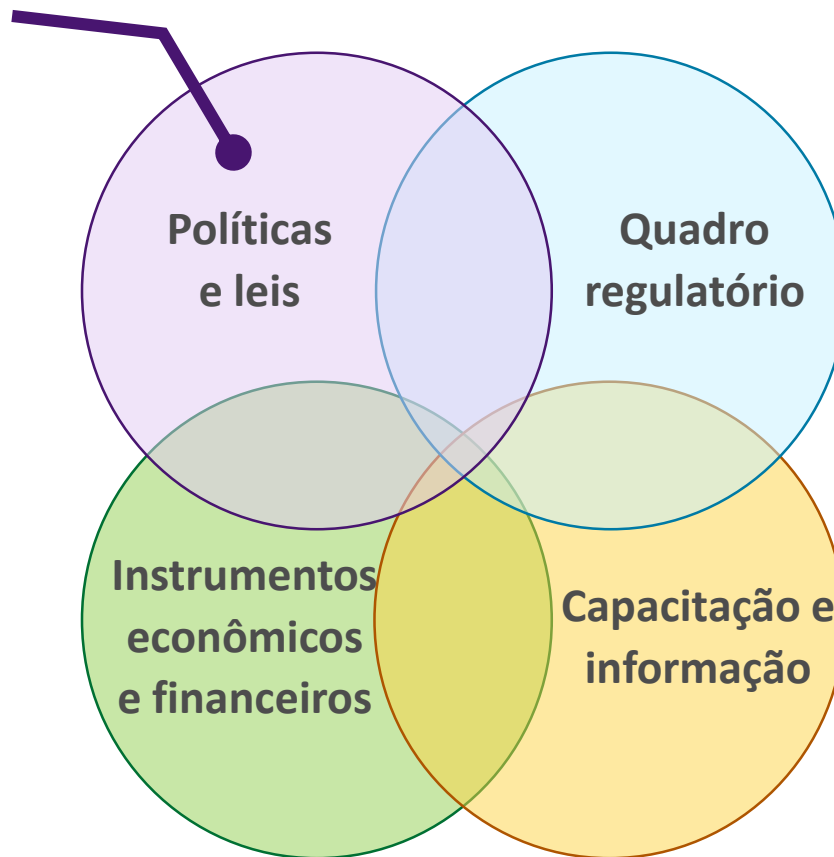 Políticas
e leis
Quadro
regulatório
Instrumentos
econômicos
e financeiros
Capacitação e
informação